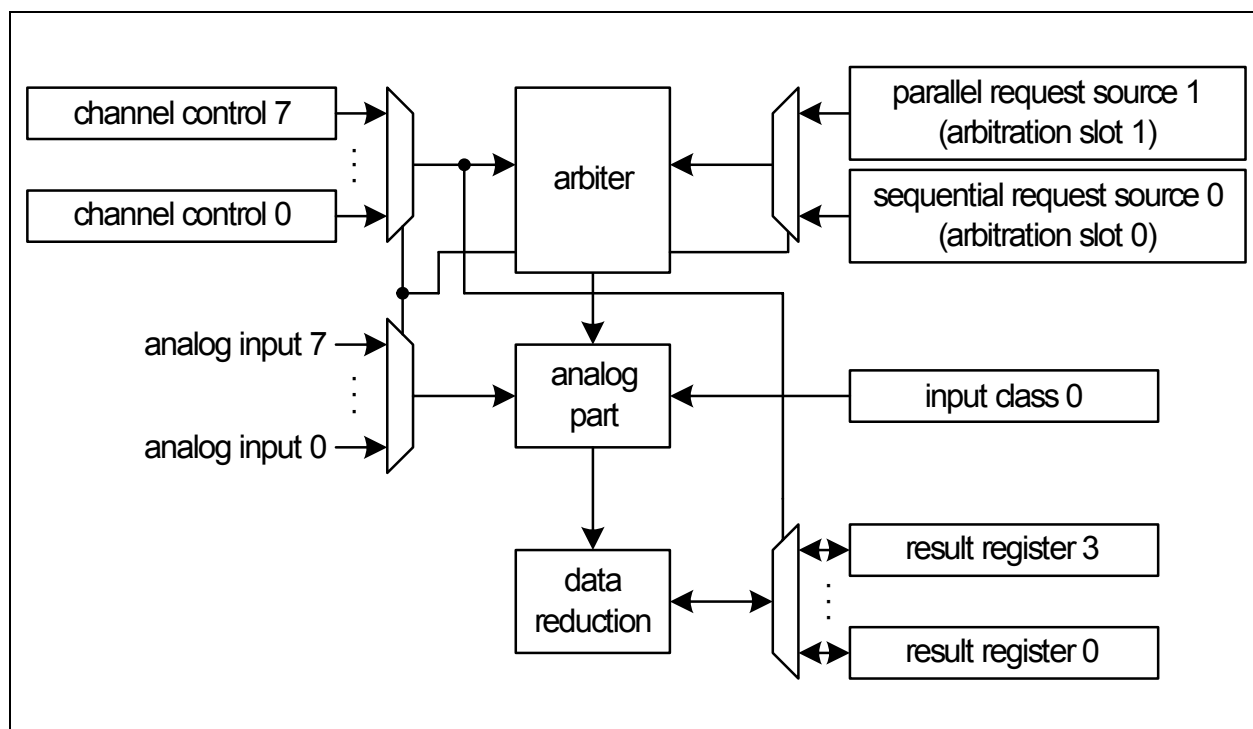 channel control 7
channel control 0
analog input 7
analog input 0
arbiter
analog
part
data
reduction
parallel request source 1
(arbitration slot 1)
sequential request source 0
(arbitration slot 0)
input class 0
result register 3
result register 0